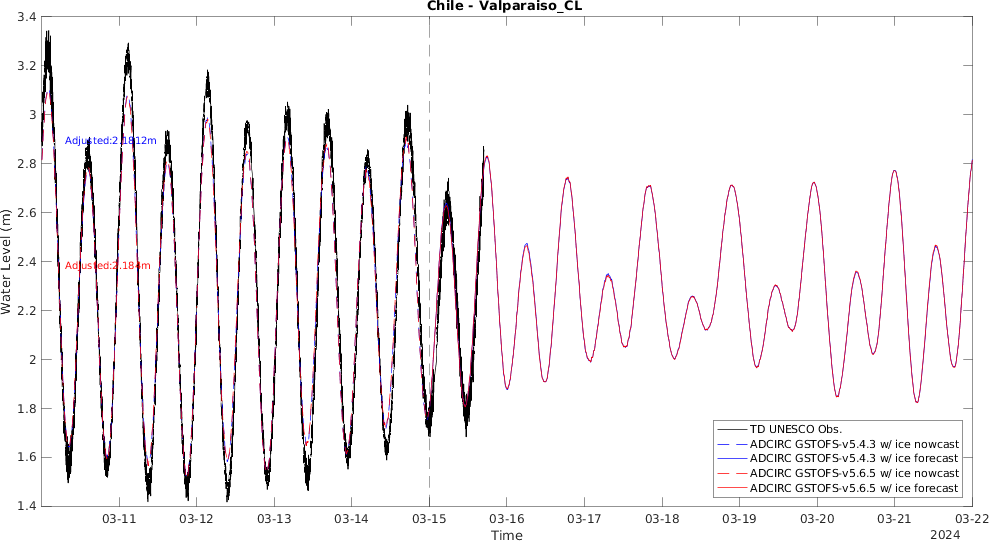 Chile - Valparaiso_CL
Water Level (m)
3.4
3.2
3
2.8
2.6
2.4
2.2
2
1.8
1.6
1.4
Adjusted:2.1812m
Adjusted:2.184m
TD UNESCO Obs.
ADCIRC GSTOFS-v5.4.3 w/ ice nowcast
ADCIRC GSTOFS-v5.4.3 w/ ice forecast
ADCIRC GSTOFS-v5.6.5 w/ ice nowcast
ADCIRC GSTOFS-v5.6.5 w/ ice forecast
03-11 03-12 03-13 03-14 03-15 03-16 03-17 03-18 03-19 03-20 03-21 03-22
Time
2024